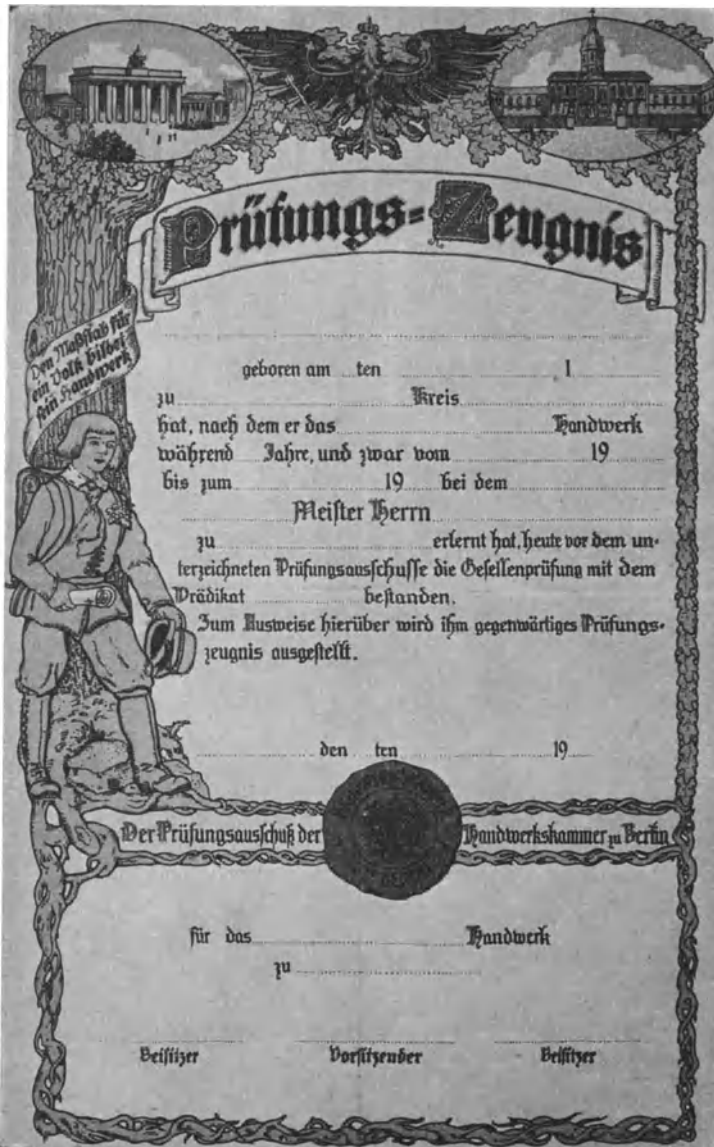 Prüfungs-Zeugnis
Den Maßstab für
ein Volk bildet
sein Handwerk
geboren am ten 1
zu Kreis
hat, nach dem er das Handwerk
während Jahre, und zwar vom 19
bis zum 19 bei dem
Meister Herrn
zu erlernt hat, heute vor dem un-
terzeichneten Prüfungsausschusse die Gesellenprüfung mit dem
Prädikat bestanden.
Zum Ausweise hierüber wird ihm gegenwärtiges Prüfungs-
zeugnis ausgestellt.
den ten 19
Der Prüfungsausschuß der Handwerkskammer zu Berlin
für das Handwerk
zu
Beisitzer Vorsitzender Beisitzer